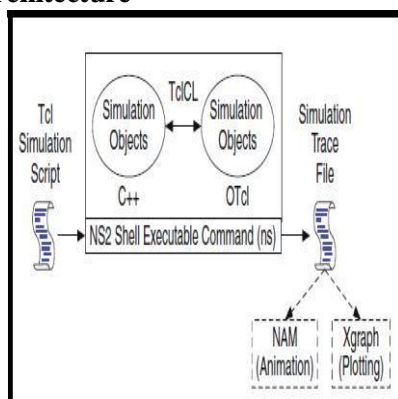 TclCL
Tcl
Simulation
Script
Simulation
Objects
Simulation
Objects
C++
OTcl
NS2 Shell Executable Command (ns)
Simulation
Trace
File
NAM
(Animation)
Xgraph
(Plotting)